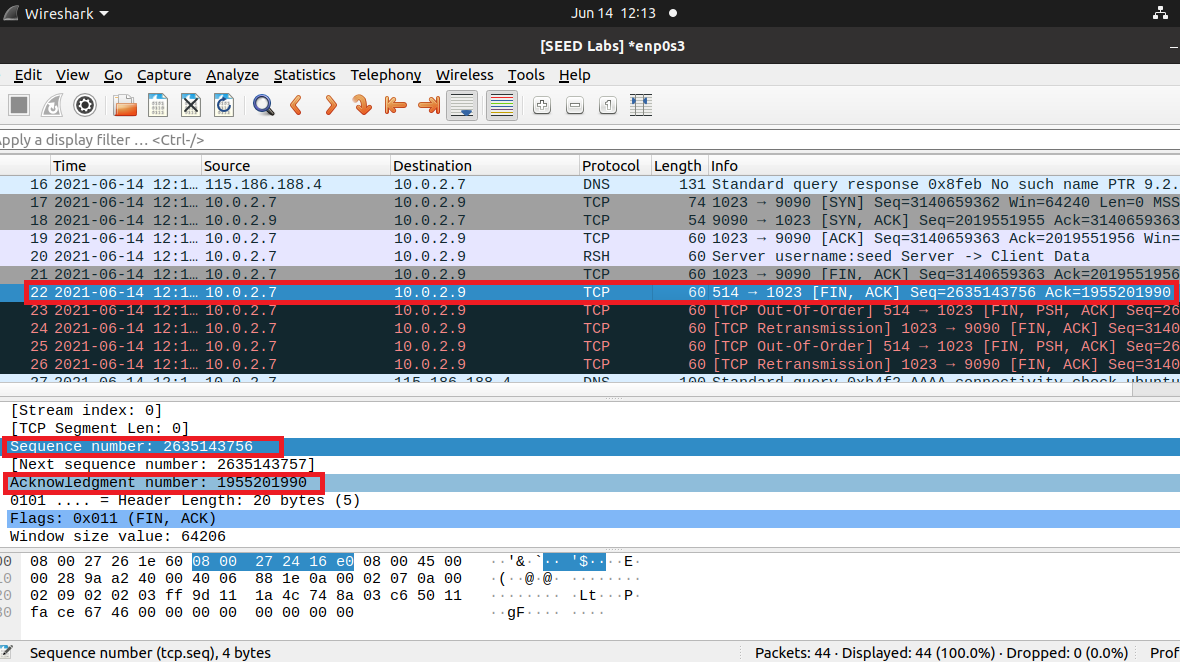 Wireshark
Jun 14 12:13
[SEED Labs] *enp0s3
Edit View Go Capture Analyze Statistics Telephony Wireless Tools Help
pply a display filter … <Ctrl-/>
Time Source Destination Protocol Length Info
16 2021-06-14 12:1… 115.186.188.4 10.0.2.7 DNS 131 Standard query response 0x8feb No such name PTR 9.2.
17 2021-06-14 12:1… 10.0.2.7 10.0.2.9 TCP 74 1023 → 9090 [SYN] Seq=3140659362 Win=64240 Len=0 MSS
18 2021-06-14 12:1… 10.0.2.7 10.0.2.9 TCP 54 9090 → 1023 [SYN, ACK] Seq=2019551955 Ack=3140659363
19 2021-06-14 12:1… 10.0.2.7 10.0.2.9 TCP 60 1023 → 9090 [ACK] Seq=3140659363 Ack=2019551956 Win=
20 2021-06-14 12:1… 10.0.2.7 10.0.2.9 RSH 60 Server username:seed Server -> Client Data
21 2021-06-14 12:1… 10.0.2.7 10.0.2.9 TCP 60 1023 → 9090 [FIN, ACK] Seq=3140659363 Ack=2019551956
22 2021-06-14 12:1… 10.0.2.7 10.0.2.9 TCP 60 514 → 1023 [FIN, ACK] Seq=2635143756 Ack=1955201990
23 2021-06-14 12:1… 10.0.2.7 10.0.2.9 TCP 60 [TCP Out-Of-Order] 514 → 1023 [FIN, PSH, ACK] Seq=26
24 2021-06-14 12:1… 10.0.2.7 10.0.2.9 TCP 60 [TCP Retransmission] 1023 → 9090 [FIN, ACK] Seq=3140
25 2021-06-14 12:1… 10.0.2.7 10.0.2.9 TCP 60 [TCP Out-Of-Order] 514 → 1023 [FIN, PSH, ACK] Seq=26
26 2021-06-14 12:1… 10.0.2.7 10.0.2.9 TCP 60 [TCP Retransmission] 1023 → 9090 [FIN, ACK] Seq=3140
27 2021-06-14 12:1… 10.0.2.7 115.186.188.4 DNS 100 Standard query 0xb4f2 AAAA connectivity-check.ubuntu
[Stream index: 0]
[TCP Segment Len: 0]
Sequence number: 2635143756
[Next sequence number: 2635143757]
Acknowledgment number: 1955201990
0101 .... = Header Length: 20 bytes (5)
Flags: 0x011 (FIN, ACK)
Window size value: 64206
00 08 00 27 26 1e 60 08 00 27 24 16 e0 08 00 45 00 ··'&·`·· '$····E·
10 00 28 9a a2 40 00 40 06 88 1e 0a 00 02 07 0a 00 ·(··@·@· ········
20 02 09 02 02 03 ff 9d 11 1a 4c 74 8a 03 c6 50 11 ········ ·Lt···P·
30 fa ce 67 46 00 00 00 00 00 00 00 00 ··gF···· ····
Sequence number (tcp.seq), 4 bytes
Packets: 44 · Displayed: 44 (100.0%) · Dropped: 0 (0.0%)
Prof